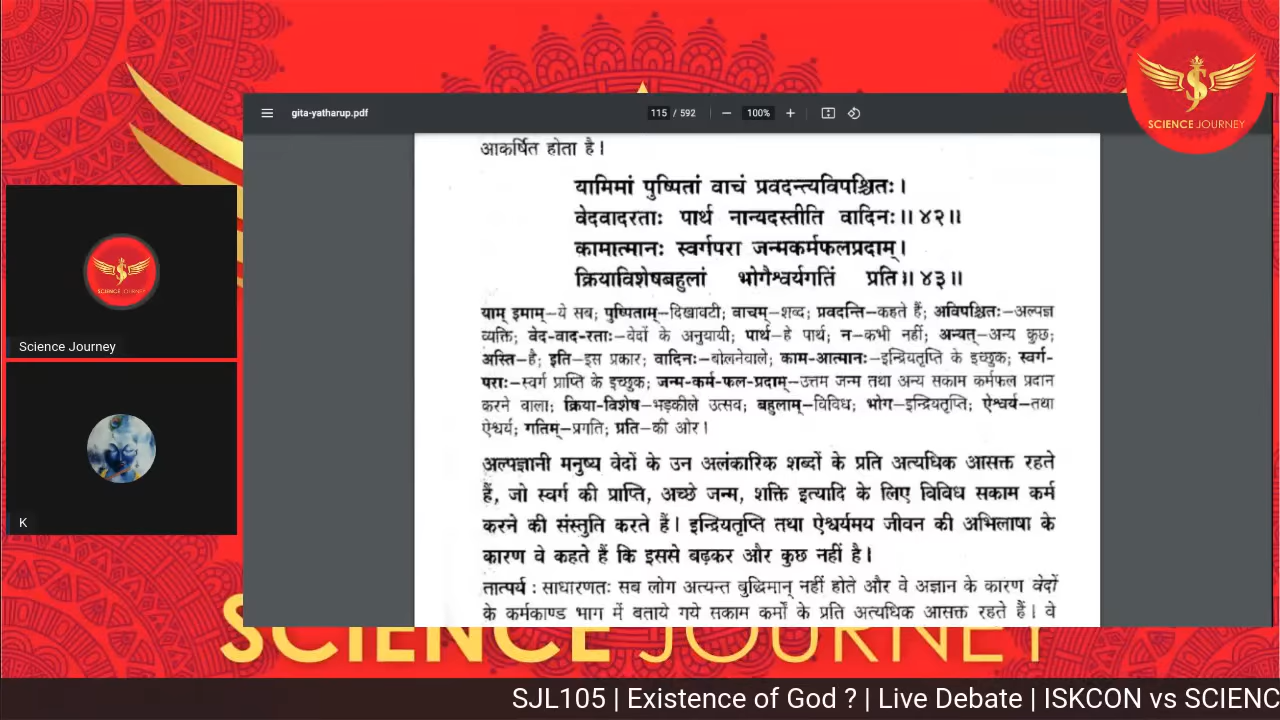 SCIENCE JOURNEY
gita-yatharup.pdf
115 / 592
100%
आकर्षित होता है।
यामिमां पुष्पितां वाचं प्रवदन्त्यविपश्चितः।
वेदवादरताः पार्थ नान्यदस्तीति वादिनः॥ ४२॥
कामात्मानः स्वर्गपरा जन्मकर्मफलप्रदाम्।
क्रियाविशेषबहुलां भोगैश्वर्यगतिं प्रति॥ ४३॥
याम् इमाम्–ये सब; पुष्पिताम्–दिखावटी; वाचम्–शब्द; प्रवदन्ति–कहते हैं; अविपश्चितः–अल्पज्ञ
व्यक्ति; वेद-वाद-रताः–वेदों के अनुयायी; पार्थ–हे पार्थ; न–कभी नहीं; अन्यत्–अन्य कुछ;
अस्ति–है; इति–इस प्रकार; वादिनः–बोलनेवाले; काम-आत्मानः–इन्द्रियतृप्ति के इच्छुक; स्वर्ग-
पराः–स्वर्ग प्राप्ति के इच्छुक; जन्म-कर्म-फल-प्रदाम्–उत्तम जन्म तथा अन्य सकाम कर्मफल प्रदान
करने वाला; क्रिया-विशेष–भड़कीले उत्सव; बहुलाम्–विविध; भोग–इन्द्रियतृप्ति; ऐश्वर्य–तथा
ऐश्वर्य; गतिम्–प्रगति; प्रति–की ओर।
अल्पज्ञानी मनुष्य वेदों के उन अलंकारिक शब्दों के प्रति अत्यधिक आसक्त रहते
हैं, जो स्वर्ग की प्राप्ति, अच्छे जन्म, शक्ति इत्यादि के लिए विविध सकाम कर्म
करने की संस्तुति करते हैं। इन्द्रियतृप्ति तथा ऐश्वर्यमय जीवन की अभिलाषा के
कारण वे कहते हैं कि इससे बढ़कर और कुछ नहीं है।
तात्पर्य : साधारणतः सब लोग अत्यन्त बुद्धिमान् नहीं होते और वे अज्ञान के कारण वेदों
के कर्मकाण्ड भाग में बताये गये सकाम कर्मों के प्रति अत्यधिक आसक्त रहते हैं। वे
SCIENCE JOURNEY
Science Journey
K
SCIENCE JOURNEY
SJL105 | Existence of God ? | Live Debate | ISKCON vs SCIENC